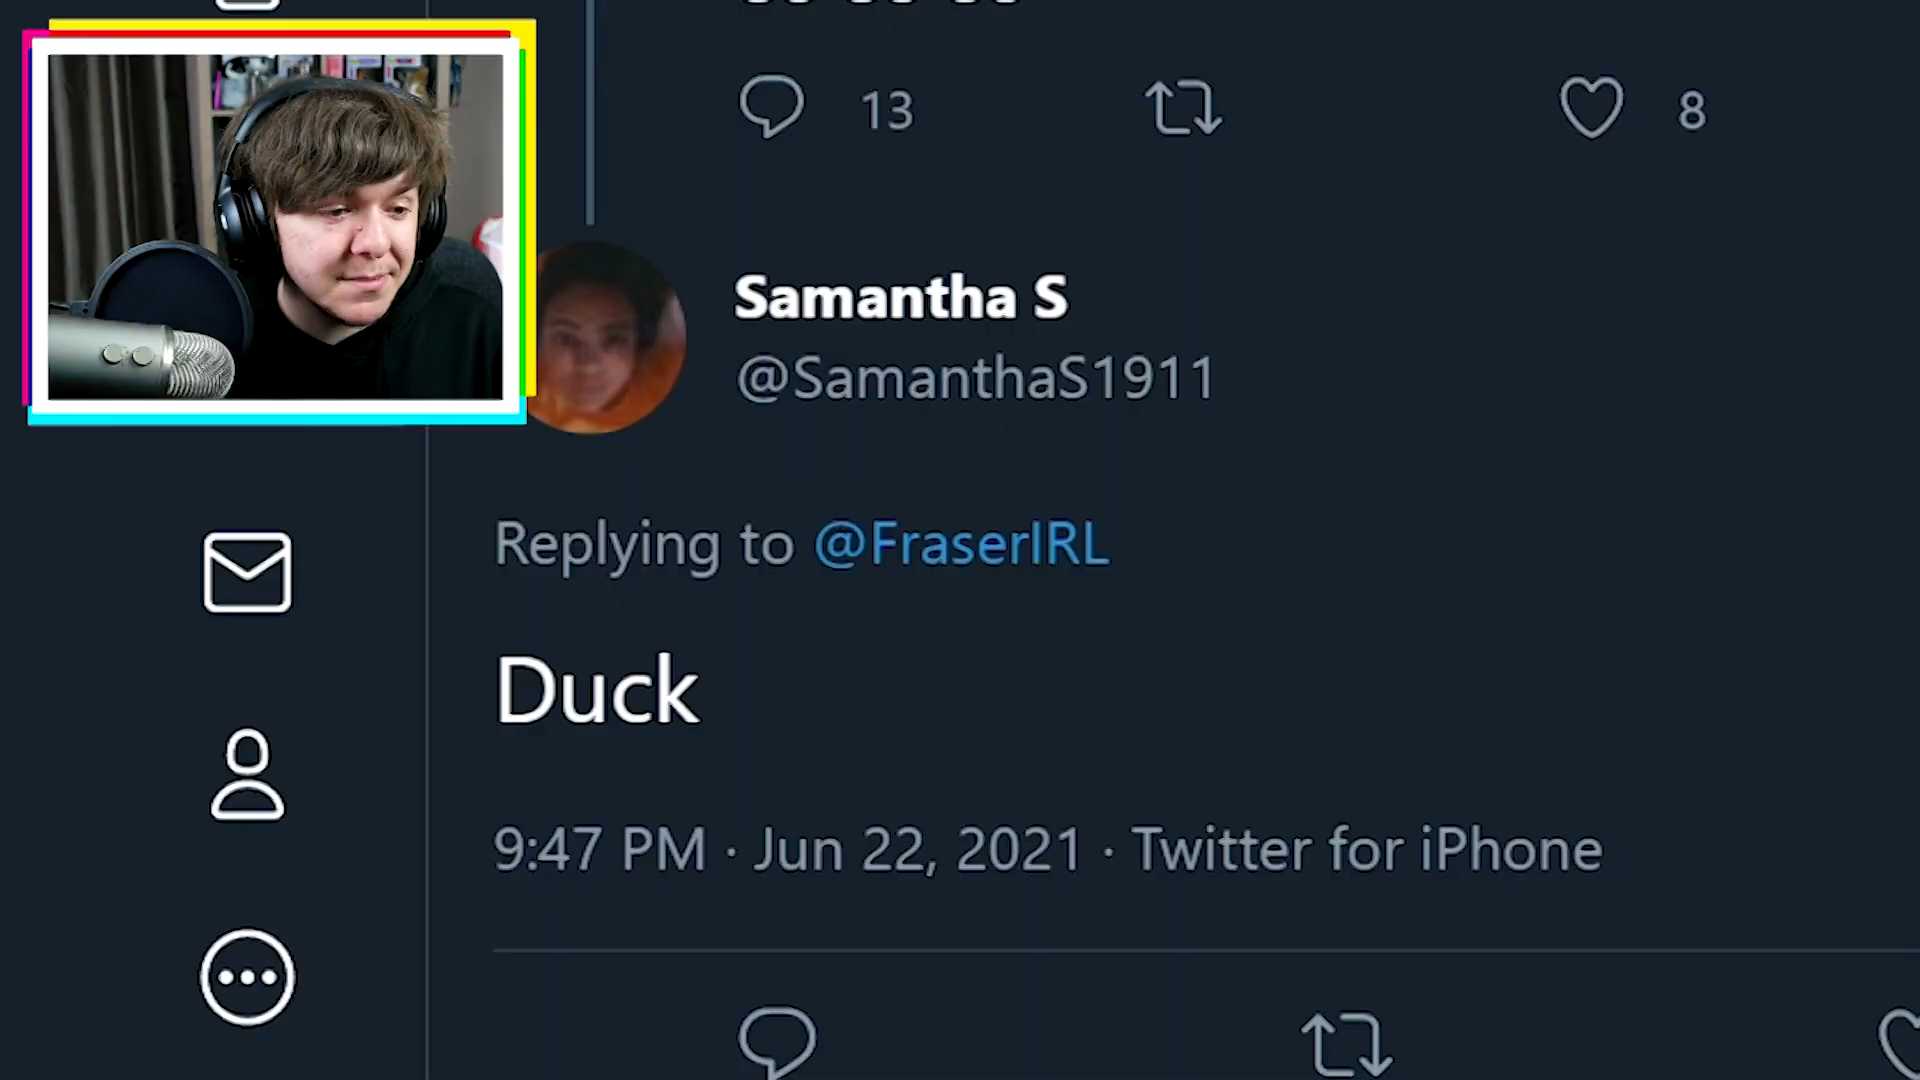 13 8
Samantha S
@SamanthaS1911
Replying to @FraserIRL
Duck
9:47 PM · Jun 22, 2021 · Twitter for iPhone